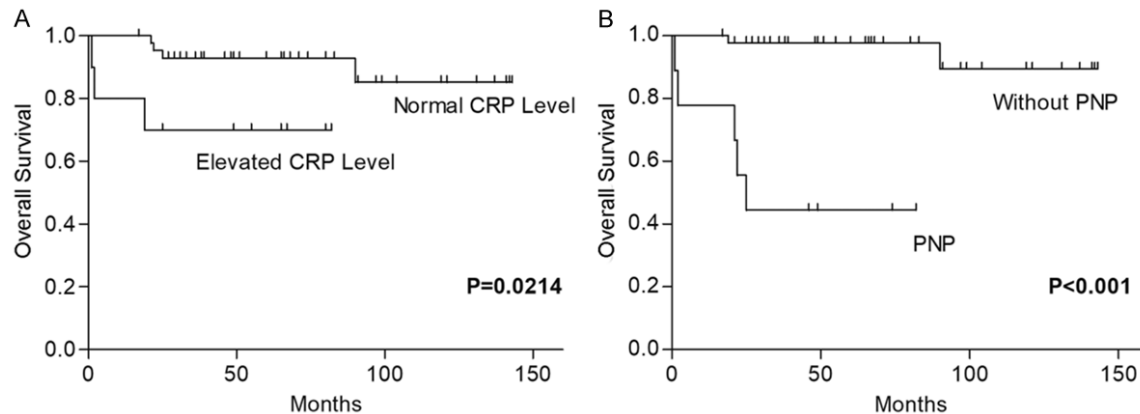 A
Overall Survival
1.0
0.8
0.6
0.4
0.2
0.0
Normal CRP Level
Elevated CRP Level
P=0.0214
0 50 100 150
Months
B
Overall Survival
1.0
0.8
0.6
0.4
0.2
0.0
Without PNP
PNP
P<0.001
0 50 100 150
Months